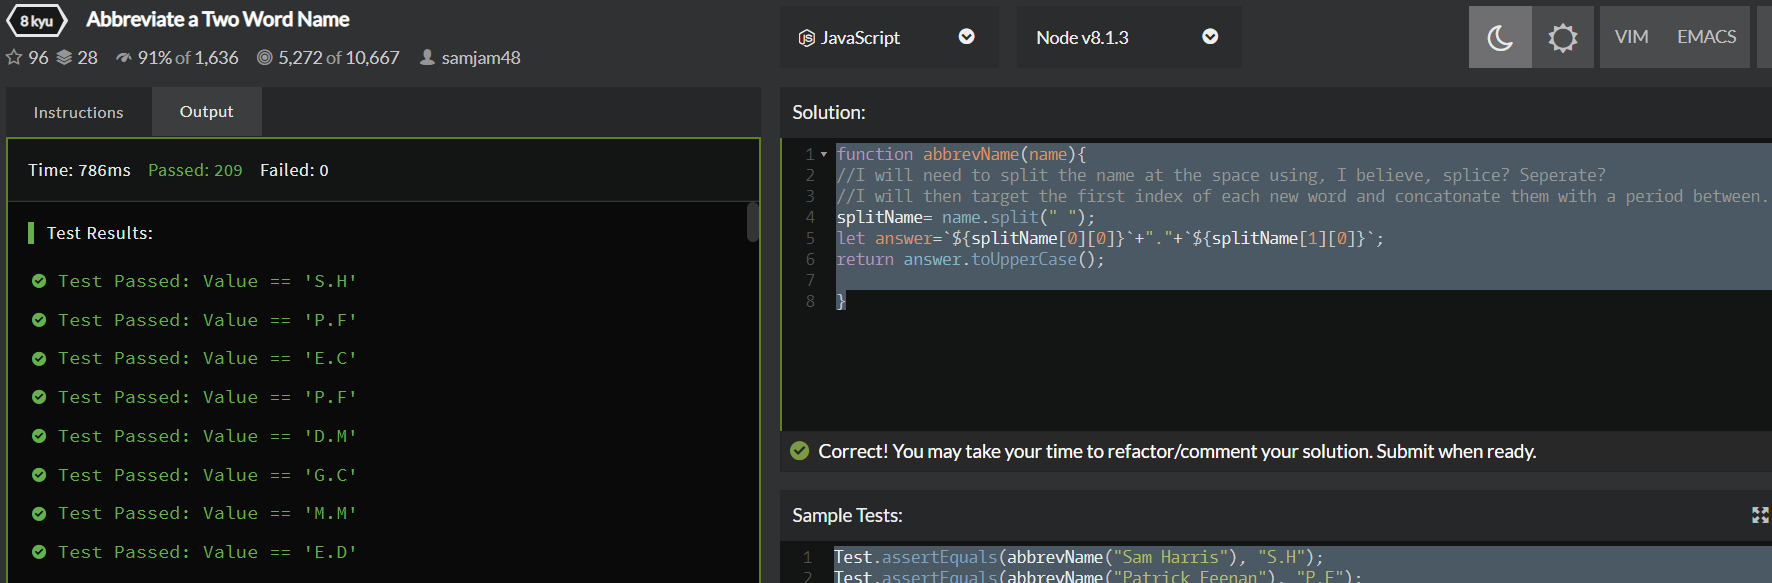 8 kyu Abbreviate a Two Word Name
96 28 91% of 1,636 5,272 of 10,667 samjam48
JavaScript Node v8.1.3 VIM EMACS
Instructions Output
Time: 786ms Passed: 209 Failed: 0
Test Results:
Test Passed: Value == 'S.H'
Test Passed: Value == 'P.F'
Test Passed: Value == 'E.C'
Test Passed: Value == 'P.F'
Test Passed: Value == 'D.M'
Test Passed: Value == 'G.C'
Test Passed: Value == 'M.M'
Test Passed: Value == 'E.D'
Solution:
1 function abbrevName(name){
2 //I will need to split the name at the space using, I believe, splice? Seperate?
3 //I will then target the first index of each new word and concatonate them with a period between.
4 splitName= name.split(" ");
5 let answer=`${splitName[0][0]}`+"."+`${splitName[1][0]}`;
6 return answer.toUpperCase();
7
8 }
Correct! You may take your time to refactor/comment your solution. Submit when ready.
Sample Tests:
1 Test.assertEquals(abbrevName("Sam Harris"), "S.H");
2 Test.assertEquals(abbrevName("Patrick Feenan"), "P.F");